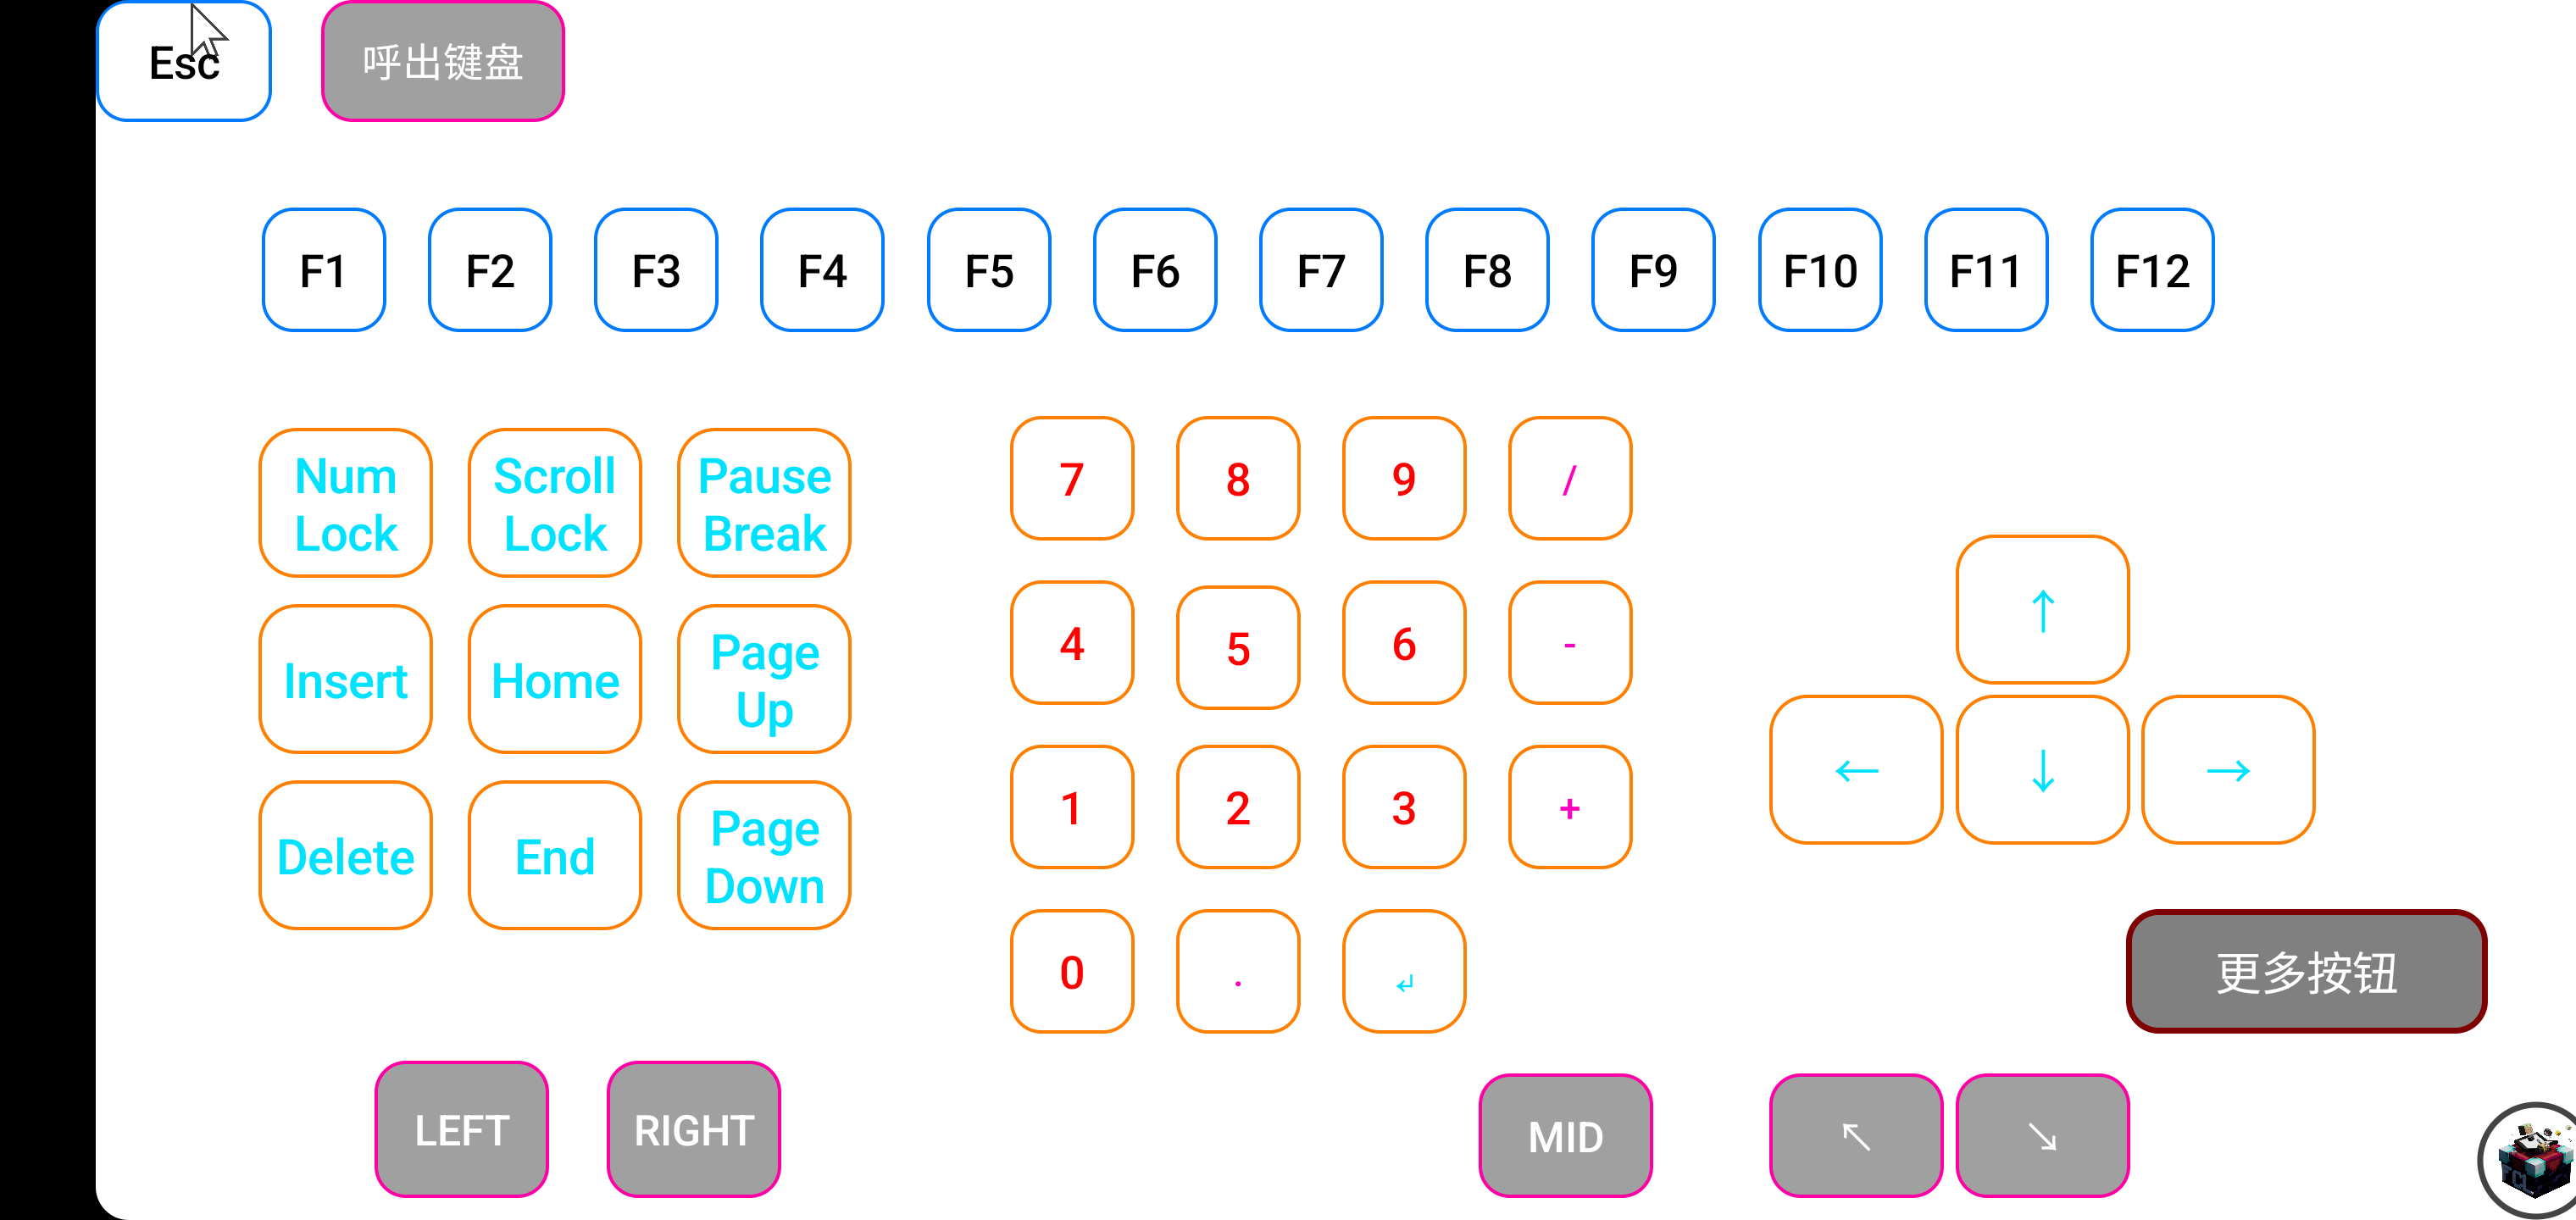 Esc
呼出键盘
F1 F2 F3 F4 F5 F6 F7 F8 F9 F10 F11 F12
Num
Lock
Scroll
Lock
Pause
Break
Insert
Home
Page
Up
Delete
End
Page
Down
7 8 9 /
4 5 6 -
1 2 3 +
0 . ↵
↑
← ↓ →
更多按钮
LEFT
RIGHT
MID
↖
↘
FCL